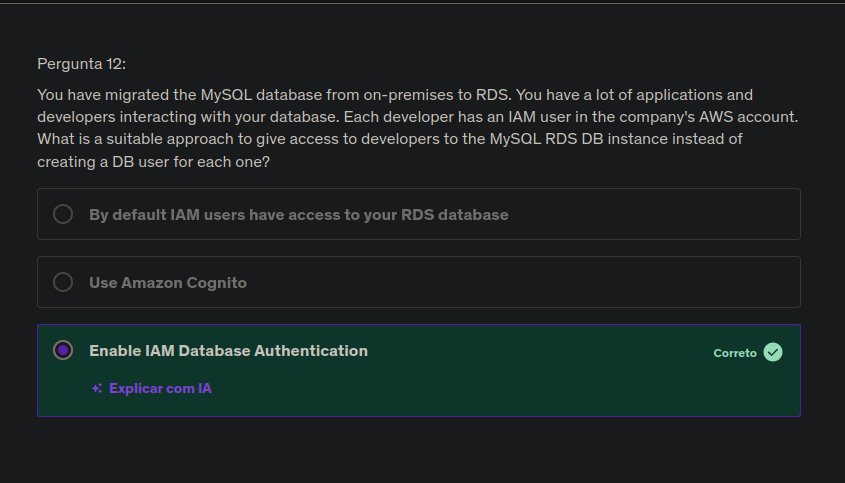 Pergunta 12:
You have migrated the MySQL database from on-premises to RDS. You have a lot of applications and
developers interacting with your database. Each developer has an IAM user in the company's AWS account.
What is a suitable approach to give access to developers to the MySQL RDS DB instance instead of
creating a DB user for each one?
By default IAM users have access to your RDS database
Use Amazon Cognito
Enable IAM Database Authentication
Correto
Explicar com IA